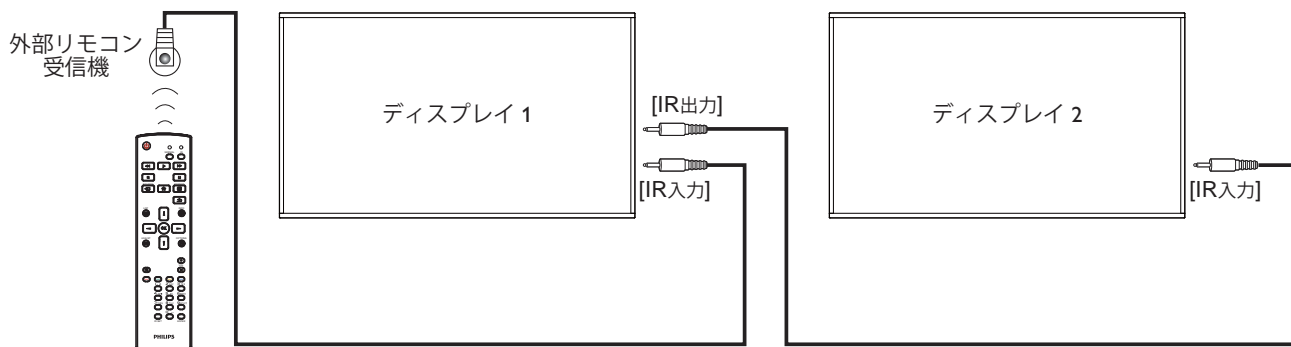 外部リモコン
受信機
ディスプレイ 1
[IR出力]
[IR入力]
ディスプレイ 2
[IR入力]
PHILIPS